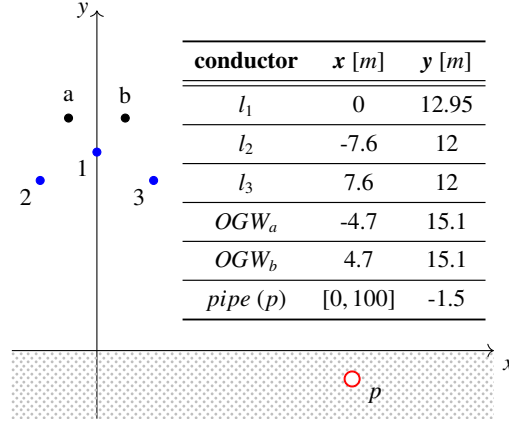 y
conductor x [m] y [m]
a b
l₁ 0 12.95
1
l₂ -7.6 12
2 3
l₃ 7.6 12
OGWₐ -4.7 15.1
OGW_b 4.7 15.1
pipe (p) [0, 100] -1.5
x
p